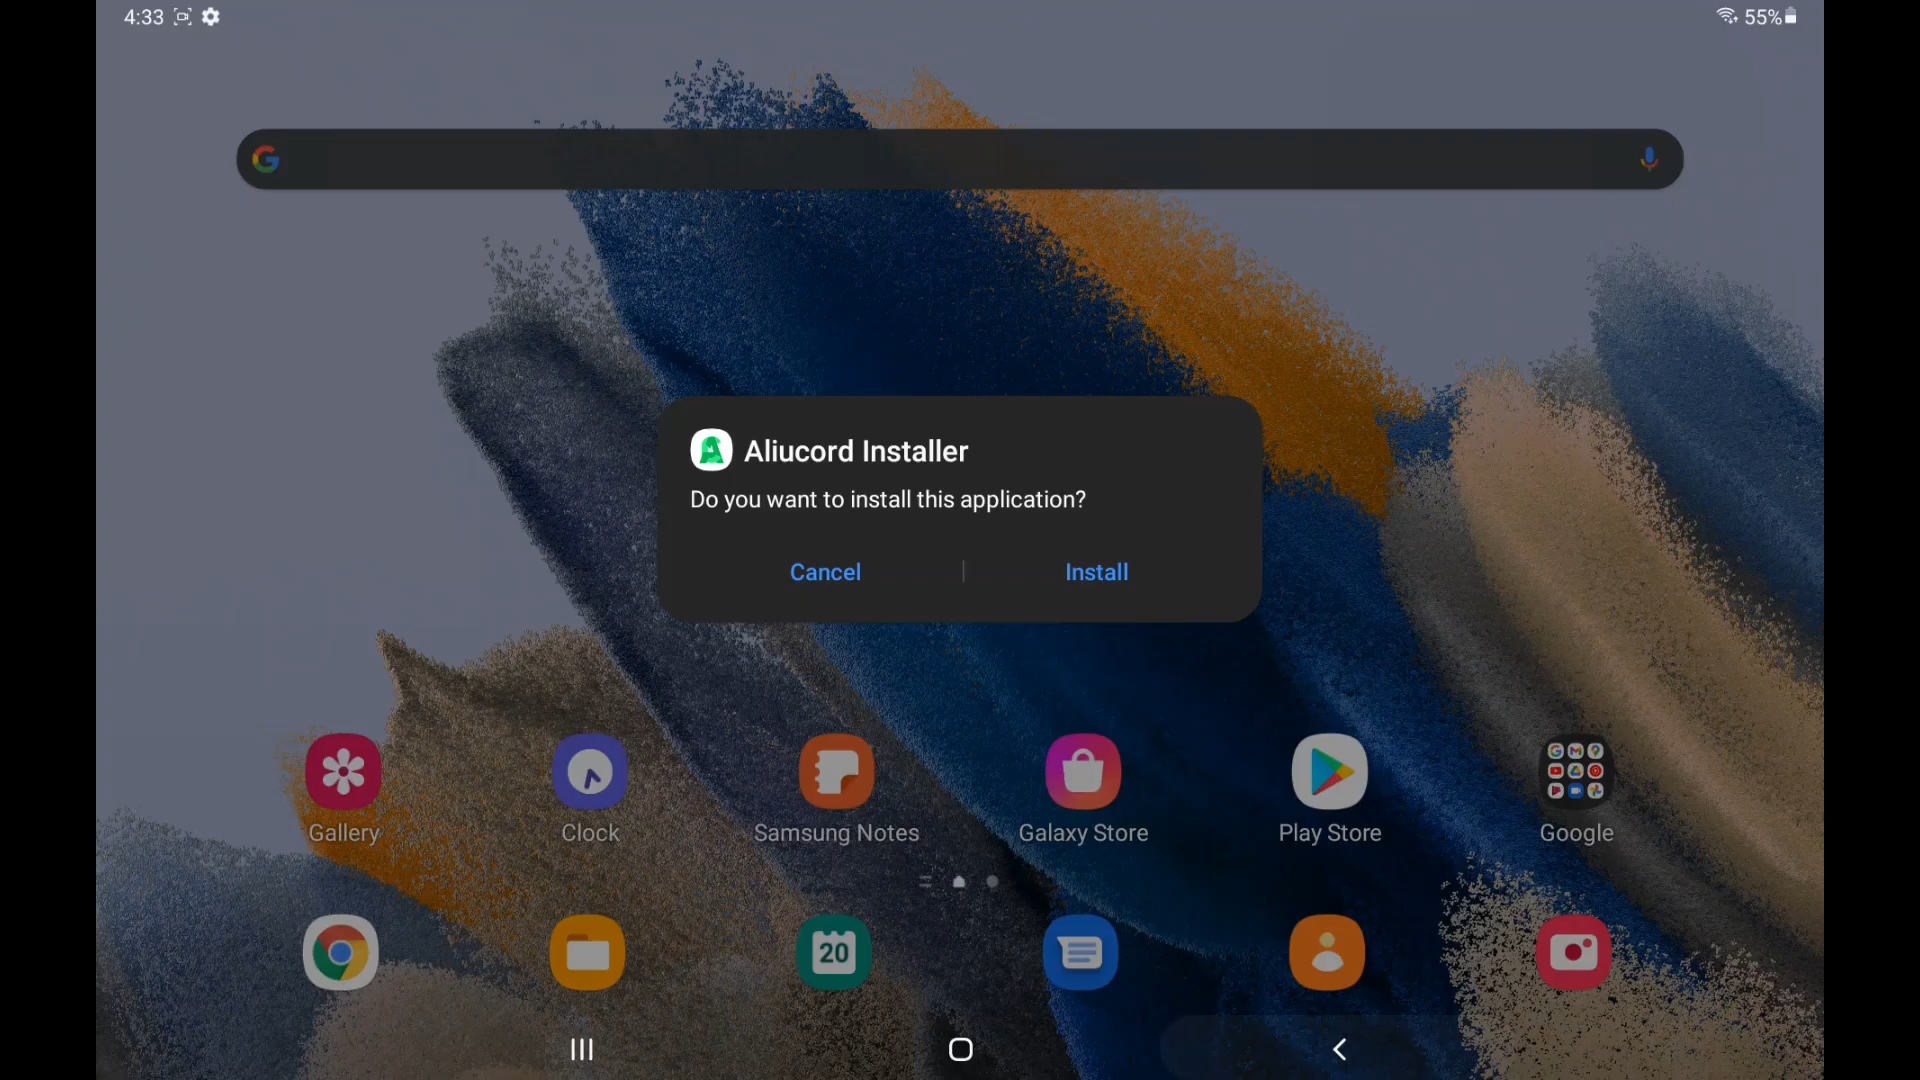 4:33
55%
Aliucord Installer
Do you want to install this application?
Cancel
Install
Gallery
Clock
Samsung Notes
Galaxy Store
Play Store
Google
20